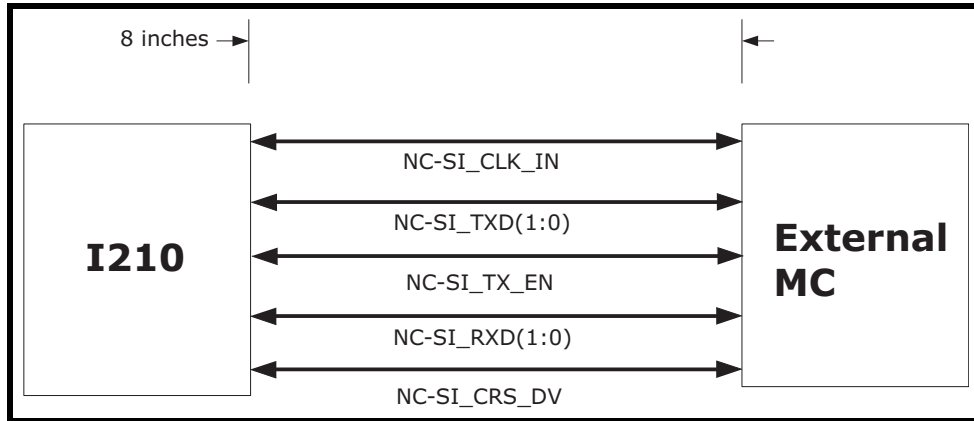 8 inches
NC-SI_CLK_IN
NC-SI_TXD(1:0)
I210
External
MC
NC-SI_TX_EN
NC-SI_RXD(1:0)
NC-SI_CRS_DV